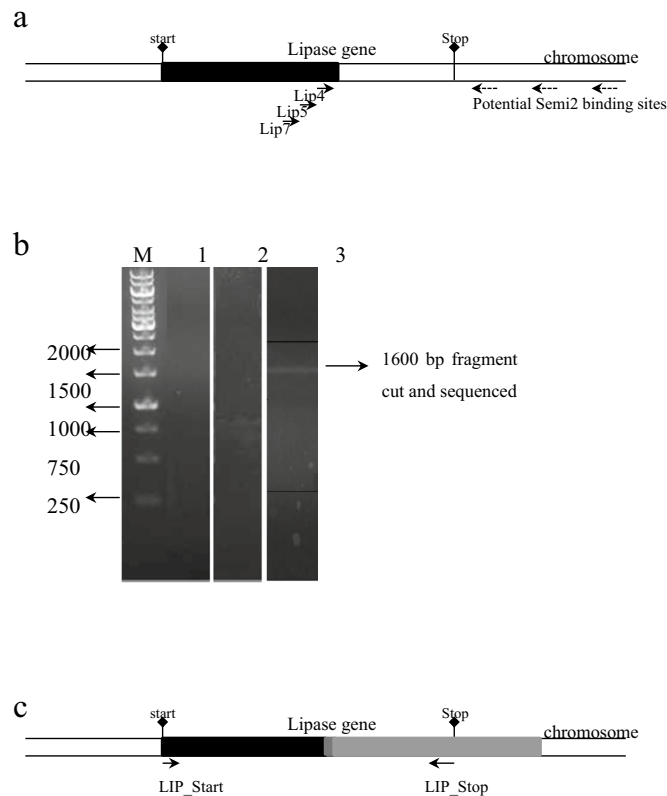 a
start
Lipase gene
Stop
chromosome
Lip4
Lip5
Lip7
Potential Semi2 binding sites
b
M 1 2 3
2000
1500
1000
750
250
1600 bp fragment
cut and sequenced
c
start
Lipase gene
Stop
chromosome
LIP_Start
LIP_Stop